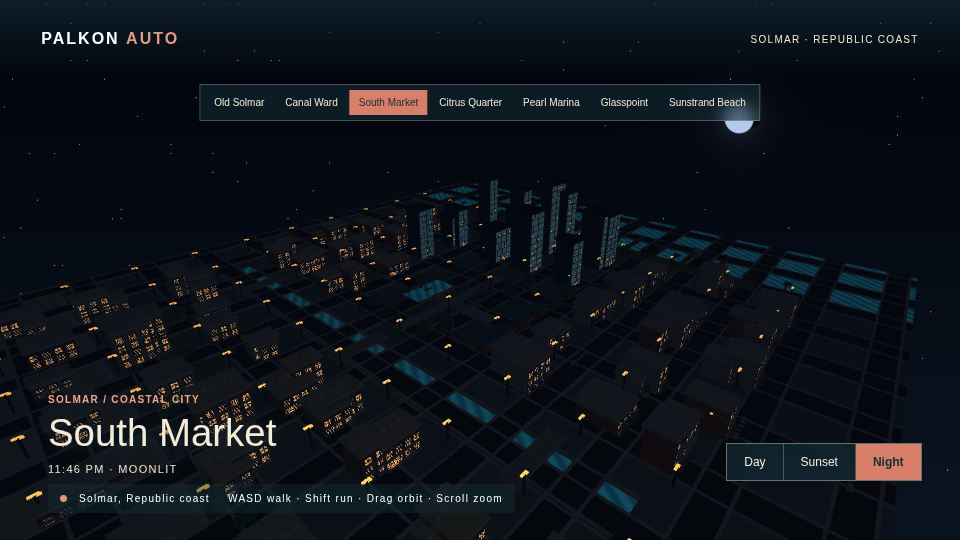 PALKON AUTO
SOLMAR · REPUBLIC COAST
Old Solmar Canal Ward South Market Citrus Quarter Pearl Marina Glasspoint Sunstrand Beach
SOLMAR / COASTAL CITY
South Market
11:46 PM · MOONLIT
Solmar, Republic coast WASD walk · Shift run · Drag orbit · Scroll zoom
Day Sunset Night